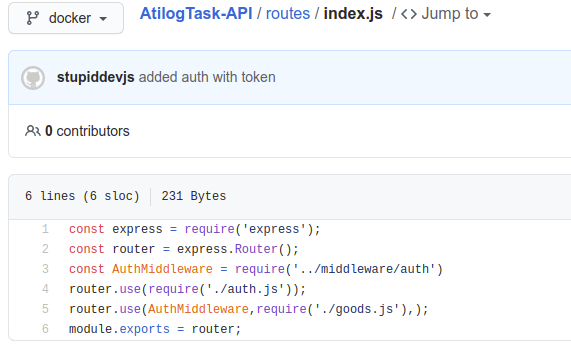 docker AtilogTask-API / routes / index.js / <> Jump to
stupiddevjs added auth with token
0 contributors
6 lines (6 sloc) 231 Bytes
1 const express = require('express');
2 const router = express.Router();
3 const AuthMiddleware = require('../middleware/auth')
4 router.use(require('./auth.js'));
5 router.use(AuthMiddleware,require('./goods.js'),);
6 module.exports = router;